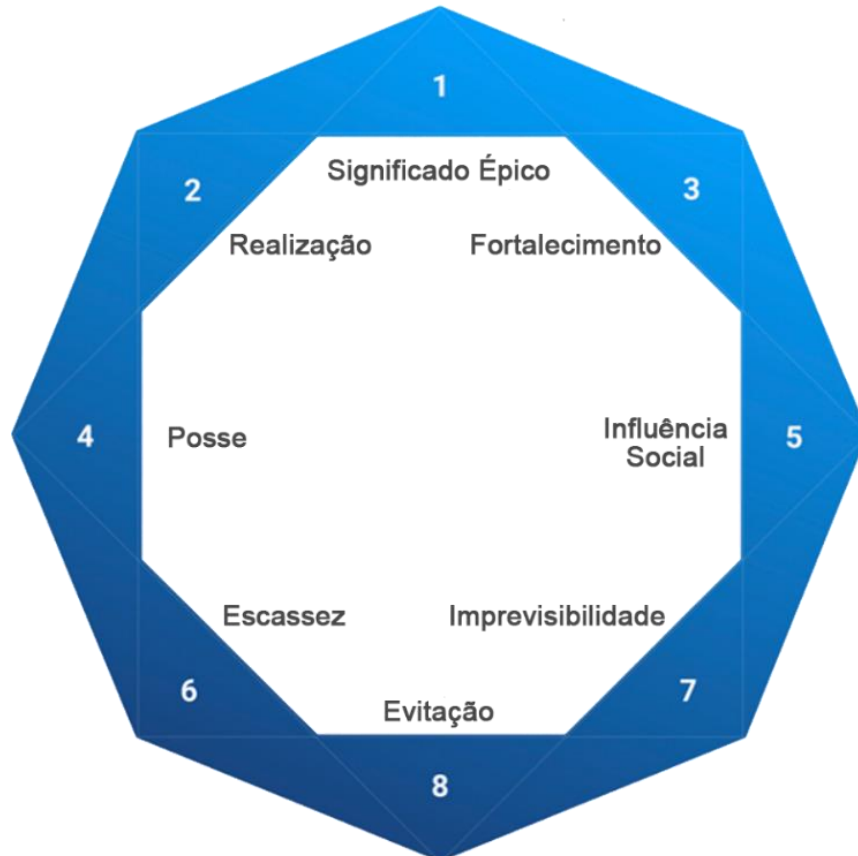 1
2
3
Significado Épico
Realização
Fortalecimento
4
Posse
Influência
Social
5
Escassez
Imprevisibilidade
6
7
Evitação
8